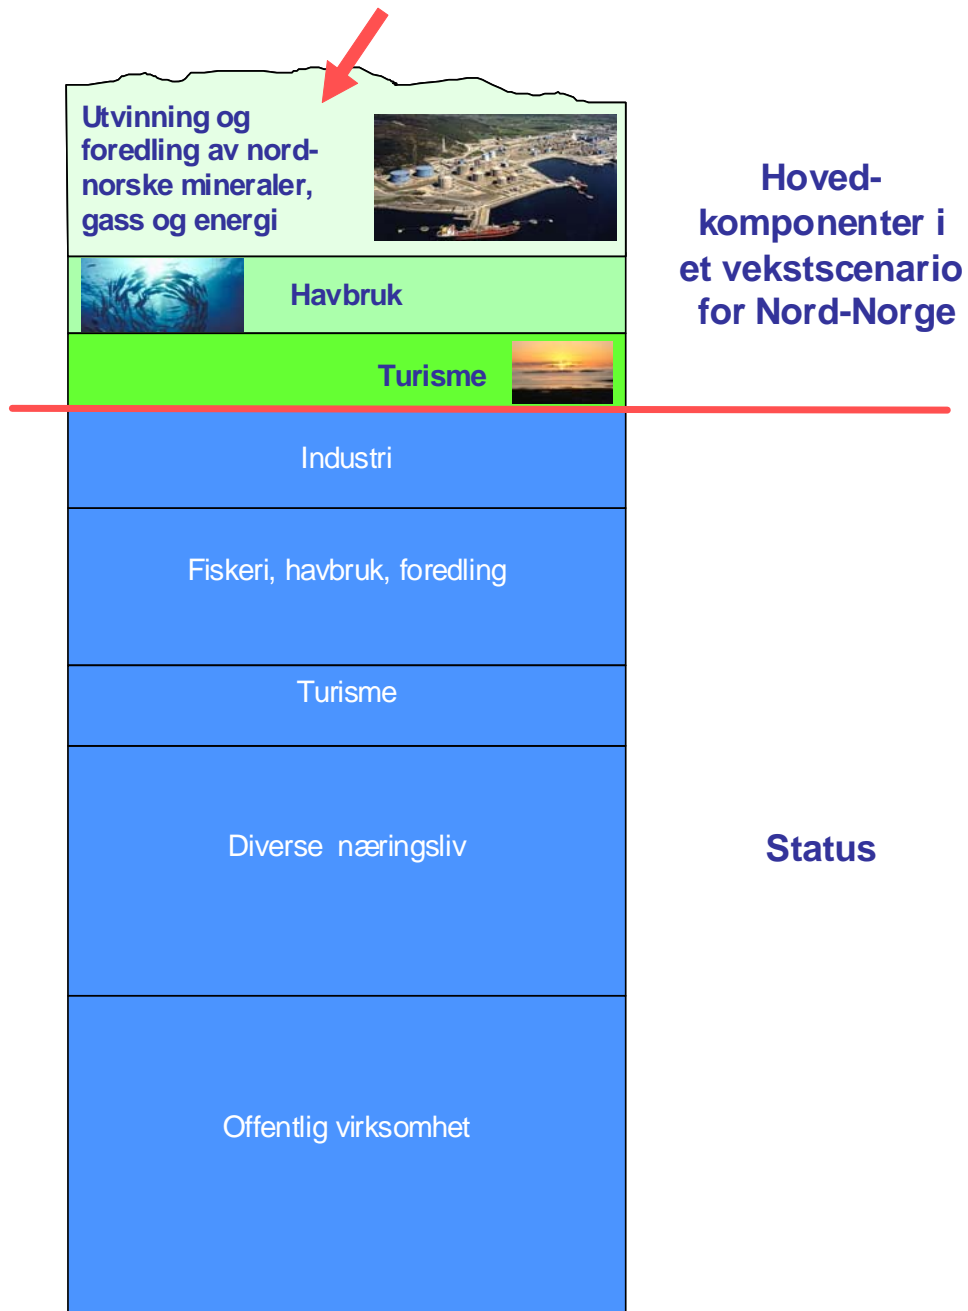 Utvinning og
foredling av nord-
norske mineraler,
gass og energi
Hoved-
komponenter i
et vekstscenario
for Nord-Norge
Havbruk
Turisme
Industri
Fiskeri, havbruk, foredling
Turisme
Diverse næringsliv
Status
Offentlig virksomhet